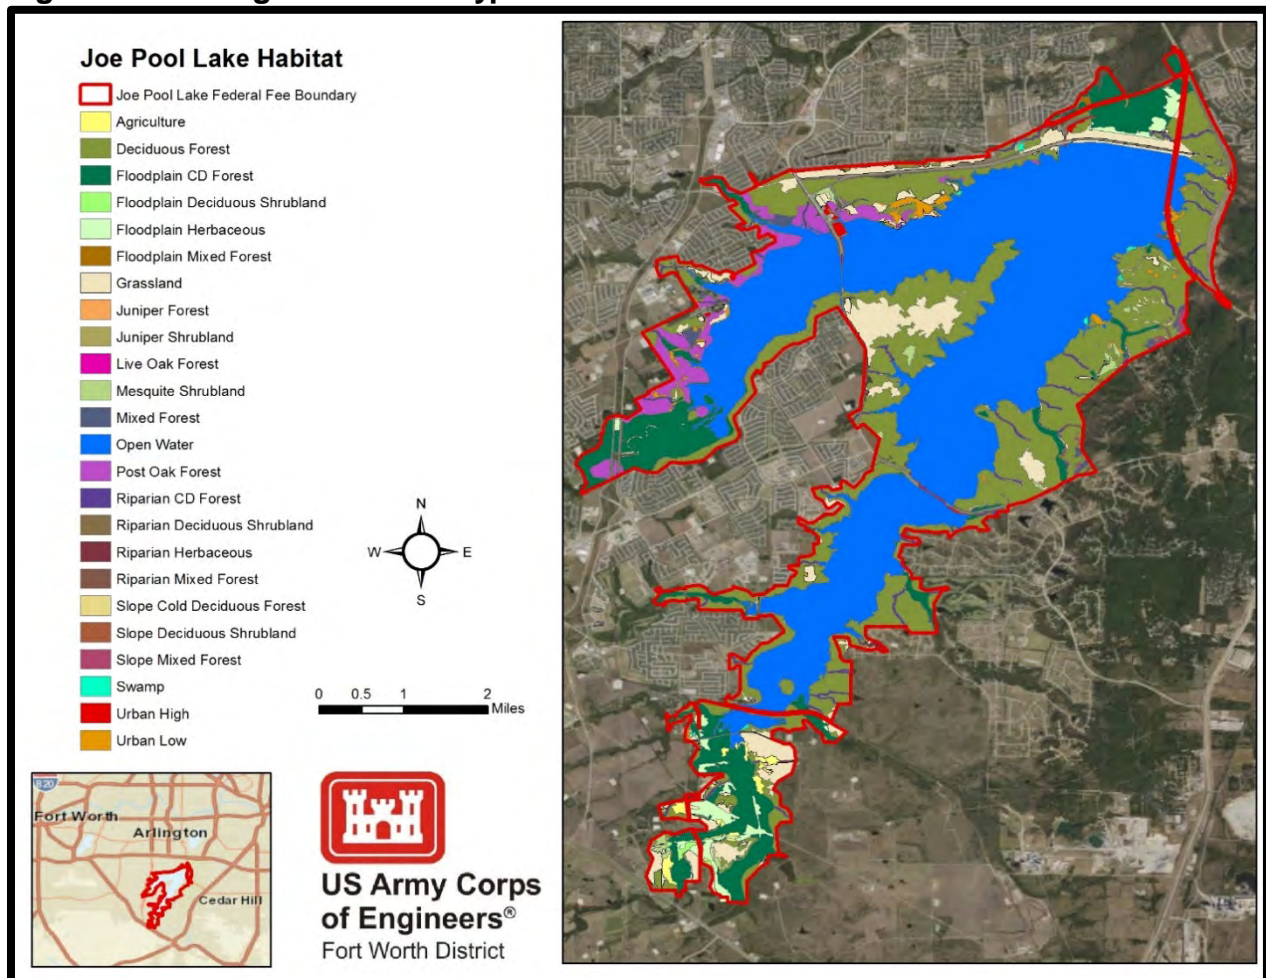 Joe Pool Lake Habitat
Joe Pool Lake Federal Fee Boundary
Agriculture
Deciduous Forest
Floodplain CD Forest
Floodplain Deciduous Shrubland
Floodplain Herbaceous
Floodplain Mixed Forest
Grassland
Juniper Forest
Juniper Shrubland
Live Oak Forest
Mesquite Shrubland
Mixed Forest
Open Water
Post Oak Forest
Riparian CD Forest
Riparian Deciduous Shrubland
Riparian Herbaceous
Riparian Mixed Forest
Slope Cold Deciduous Forest
Slope Deciduous Shrubland
Slope Mixed Forest
Swamp
Urban High
Urban Low
N
W E
S
0 0.5 1 2
Miles
820
Fort Worth
Arlington
Cedar Hill
US Army Corps
of Engineers®
Fort Worth District